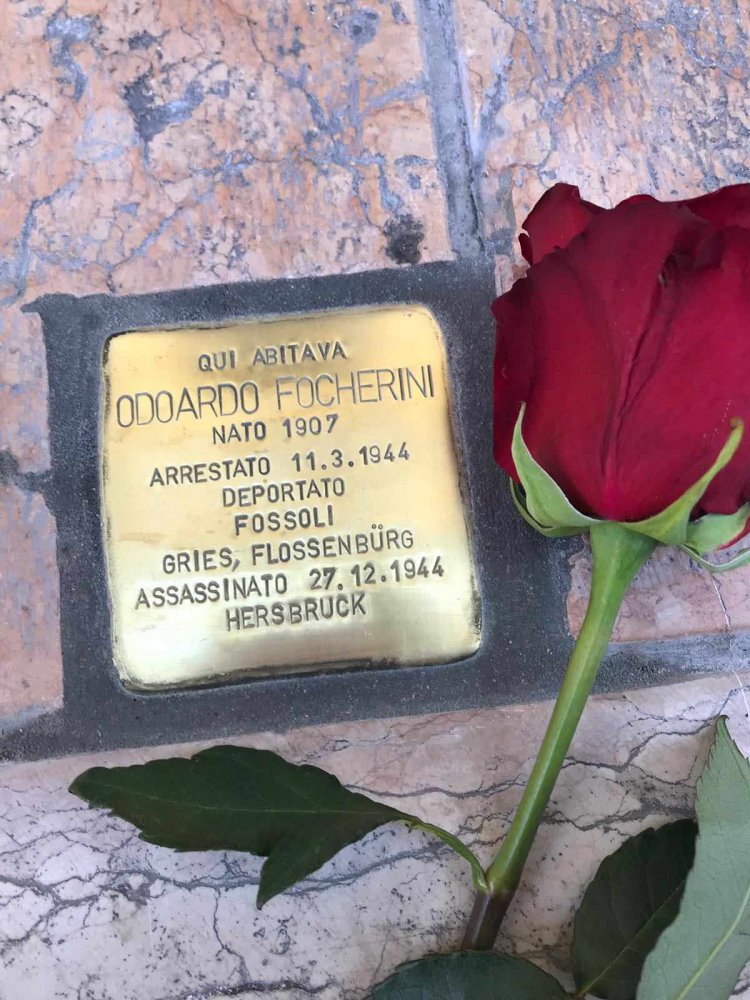 QUI ABITAVA
ODOARDO FOCHERINI
NATO 1907
ARRESTATO 11.3.1944
DEPORTATO
FOSSOLI
GRIES, FLOSSENBÜRG
ASSASSINATO 27.12.1944
HERSBRUCK